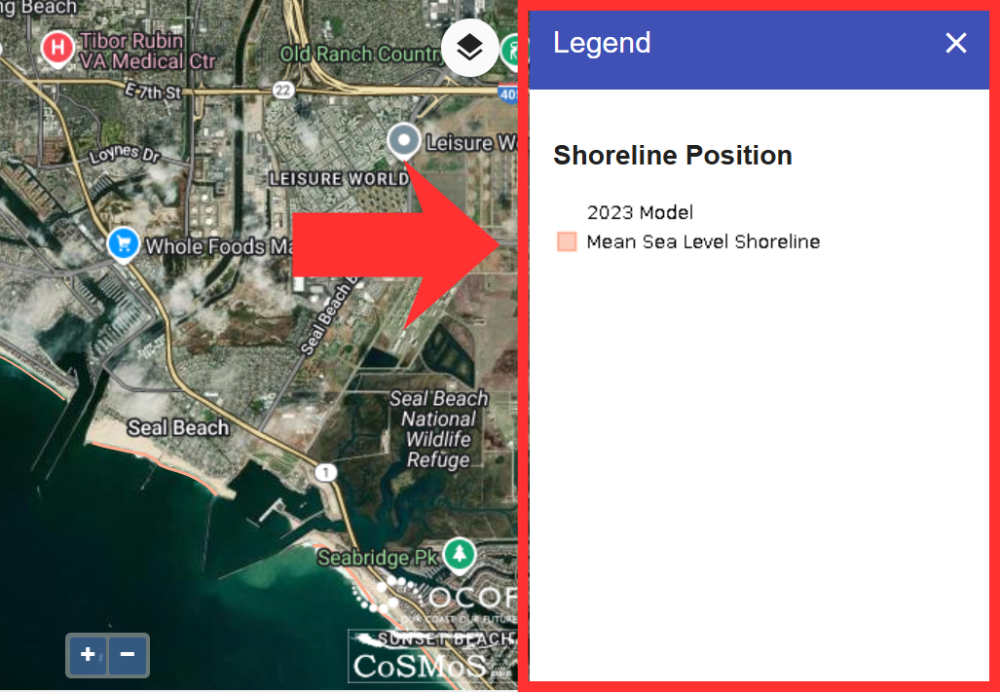 ng Beach
Tibor Rubin
VA Medical Ctr
Old Ranch Country
22
E 7th St
405
Loynes Dr
Leisure W
LEISURE WORLD
Whole Foods Ma
Seal Beach B
Seal Beach
National
Wildlife
Refuge
Seal Beach
1
Seabridge Pk
OCOF
OUR COAST OUR FUTURE
SUNSET BEACH
CoSMoS
+
−
Legend
Shoreline Position
2023 Model
Mean Sea Level Shoreline